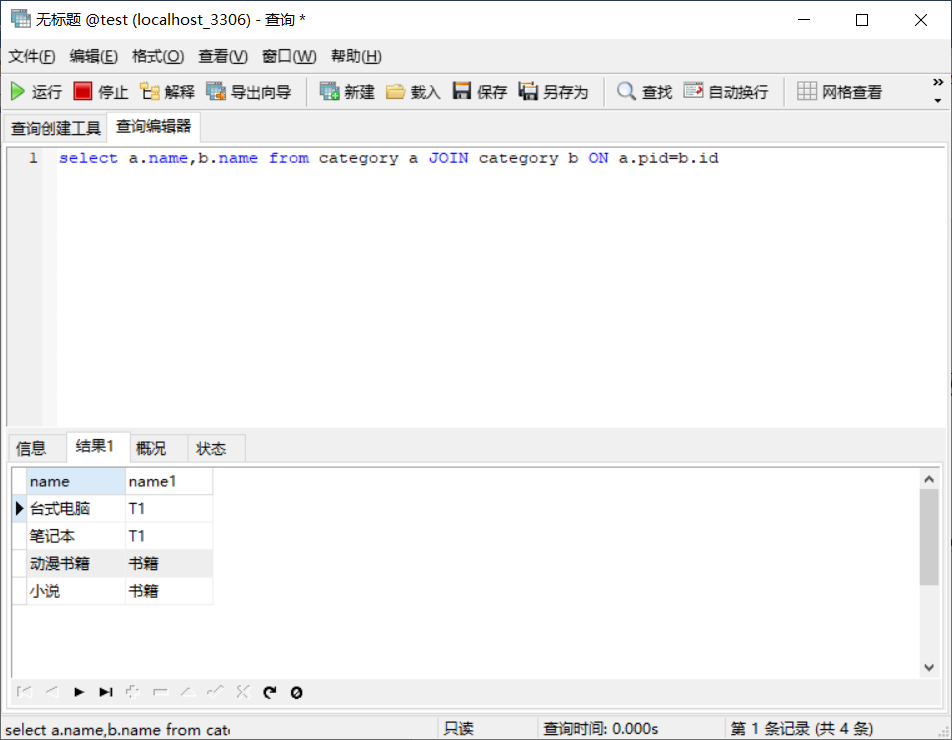 无标题 @test (localhost_3306) - 查询 *
文件(F) 编辑(E) 格式(O) 查看(V) 窗口(W) 帮助(H)
运行 停止 解释 导出向导 新建 载入 保存 另存为 查找 自动换行 网格查看 »
查询创建工具 查询编辑器
1 select a.name,b.name from category a JOIN category b ON a.pid=b.id
信息 结果1 概况 状态
name name1
台式电脑 T1
笔记本 T1
动漫书籍 书籍
小说 书籍
select a.name,b.name from cate 只读 查询时间: 0.000s 第 1 条记录 (共 4 条)